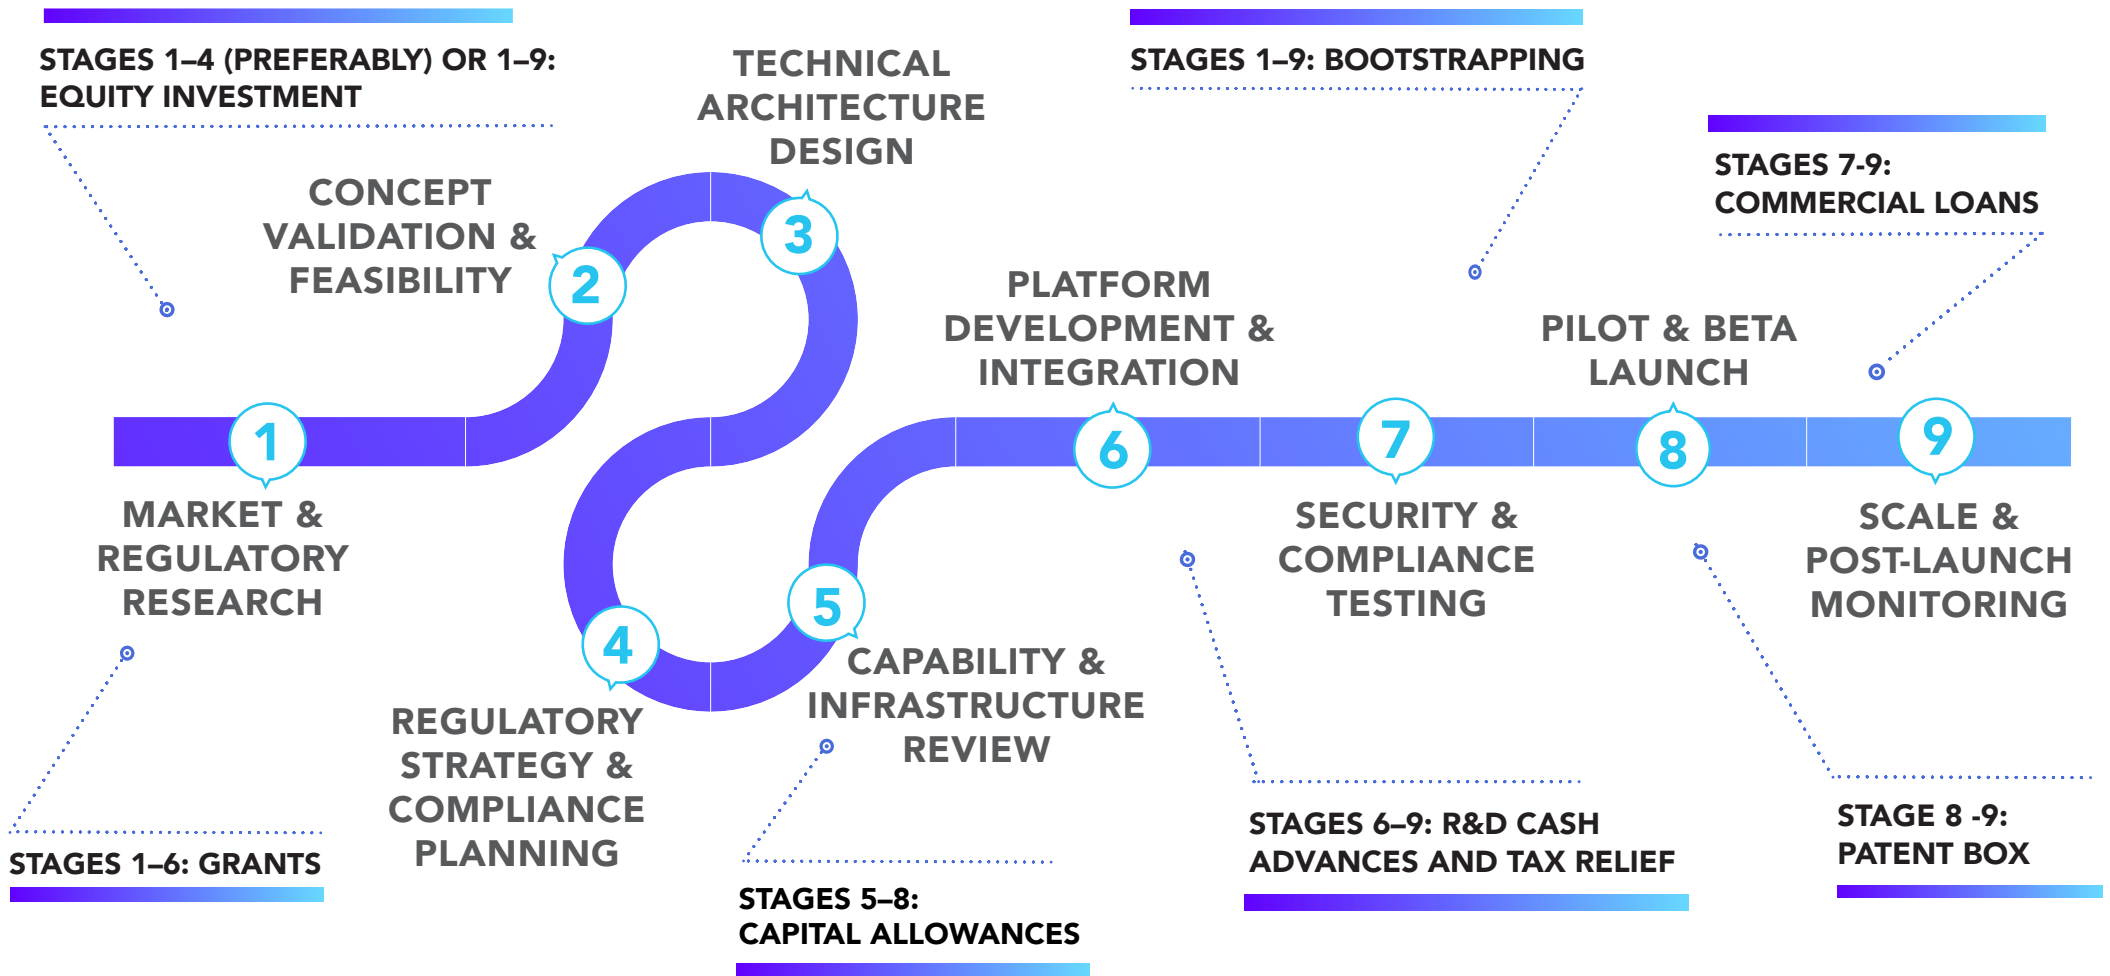 STAGES 1–4 (PREFERABLY) OR 1–9:
EQUITY INVESTMENT
STAGES 1–9: BOOTSTRAPPING
STAGES 7-9:
COMMERCIAL LOANS
1
MARKET &
REGULATORY
RESEARCH
CONCEPT
VALIDATION &
FEASIBILITY
2
TECHNICAL
ARCHITECTURE
DESIGN
3
4
REGULATORY
STRATEGY &
COMPLIANCE
PLANNING
5
CAPABILITY &
INFRASTRUCTURE
REVIEW
PLATFORM
DEVELOPMENT &
INTEGRATION
6
7
SECURITY &
COMPLIANCE
TESTING
PILOT & BETA
LAUNCH
8
9
SCALE &
POST-LAUNCH
MONITORING
STAGES 1–6: GRANTS
STAGES 5–8:
CAPITAL ALLOWANCES
STAGES 6–9: R&D CASH
ADVANCES AND TAX RELIEF
STAGE 8 -9:
PATENT BOX